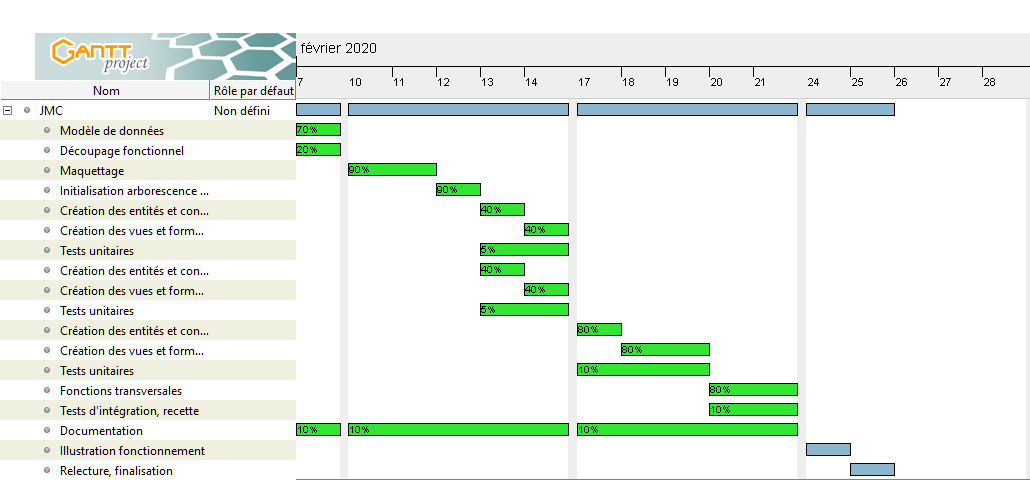 GANTT project
février 2020
Nom Rôle par défaut 7 10 11 12 13 14 17 18 19 20 21 24 25 26 27 28
JMC Non défini
Modèle de données 70%
Découpage fonctionnel 20%
Maquettage 90%
Initialisation arborescence ... 90%
Création des entités et con... 40%
Création des vues et form... 40%
Tests unitaires 5%
Création des entités et con... 40%
Création des vues et form... 40%
Tests unitaires 5%
Création des entités et con... 80%
Création des vues et form... 80%
Tests unitaires 10%
Fonctions transversales 80%
Tests d'intégration, recette 10%
Documentation 10% 10% 10%
Illustration fonctionnement
Relecture, finalisation